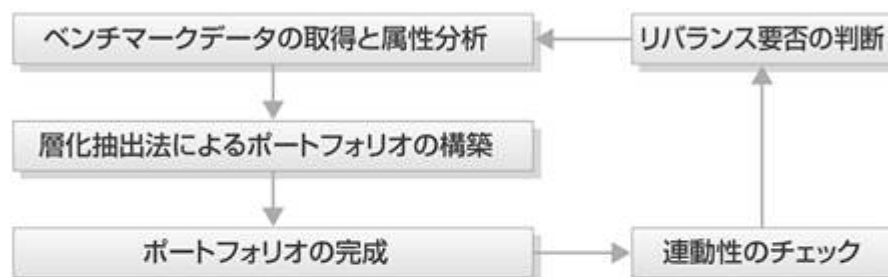 ベンチマークデータの取得と属性分析
リバランス要否の判断
層化抽出法によるポートフォリオの構築
ポートフォリオの完成
連動性のチェック